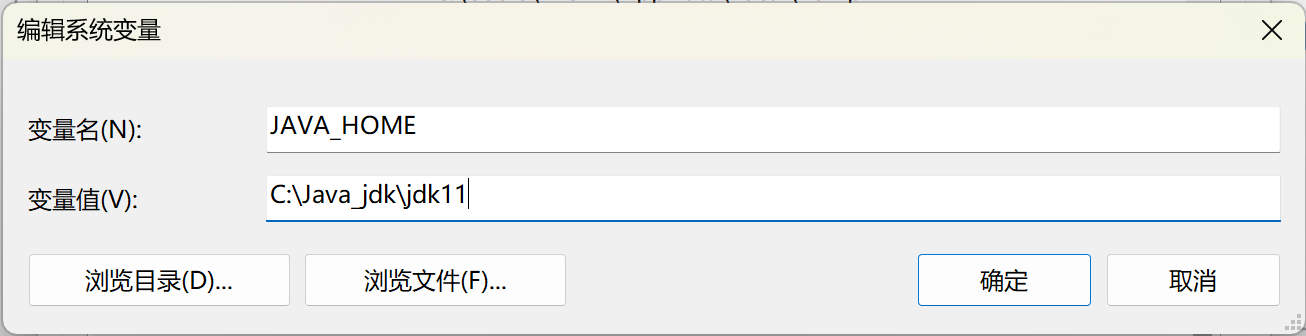 编辑系统变量
变量名(N):
JAVA_HOME
变量值(V):
C:\Java_jdk\jdk11
浏览目录(D)...
浏览文件(F)...
确定
取消